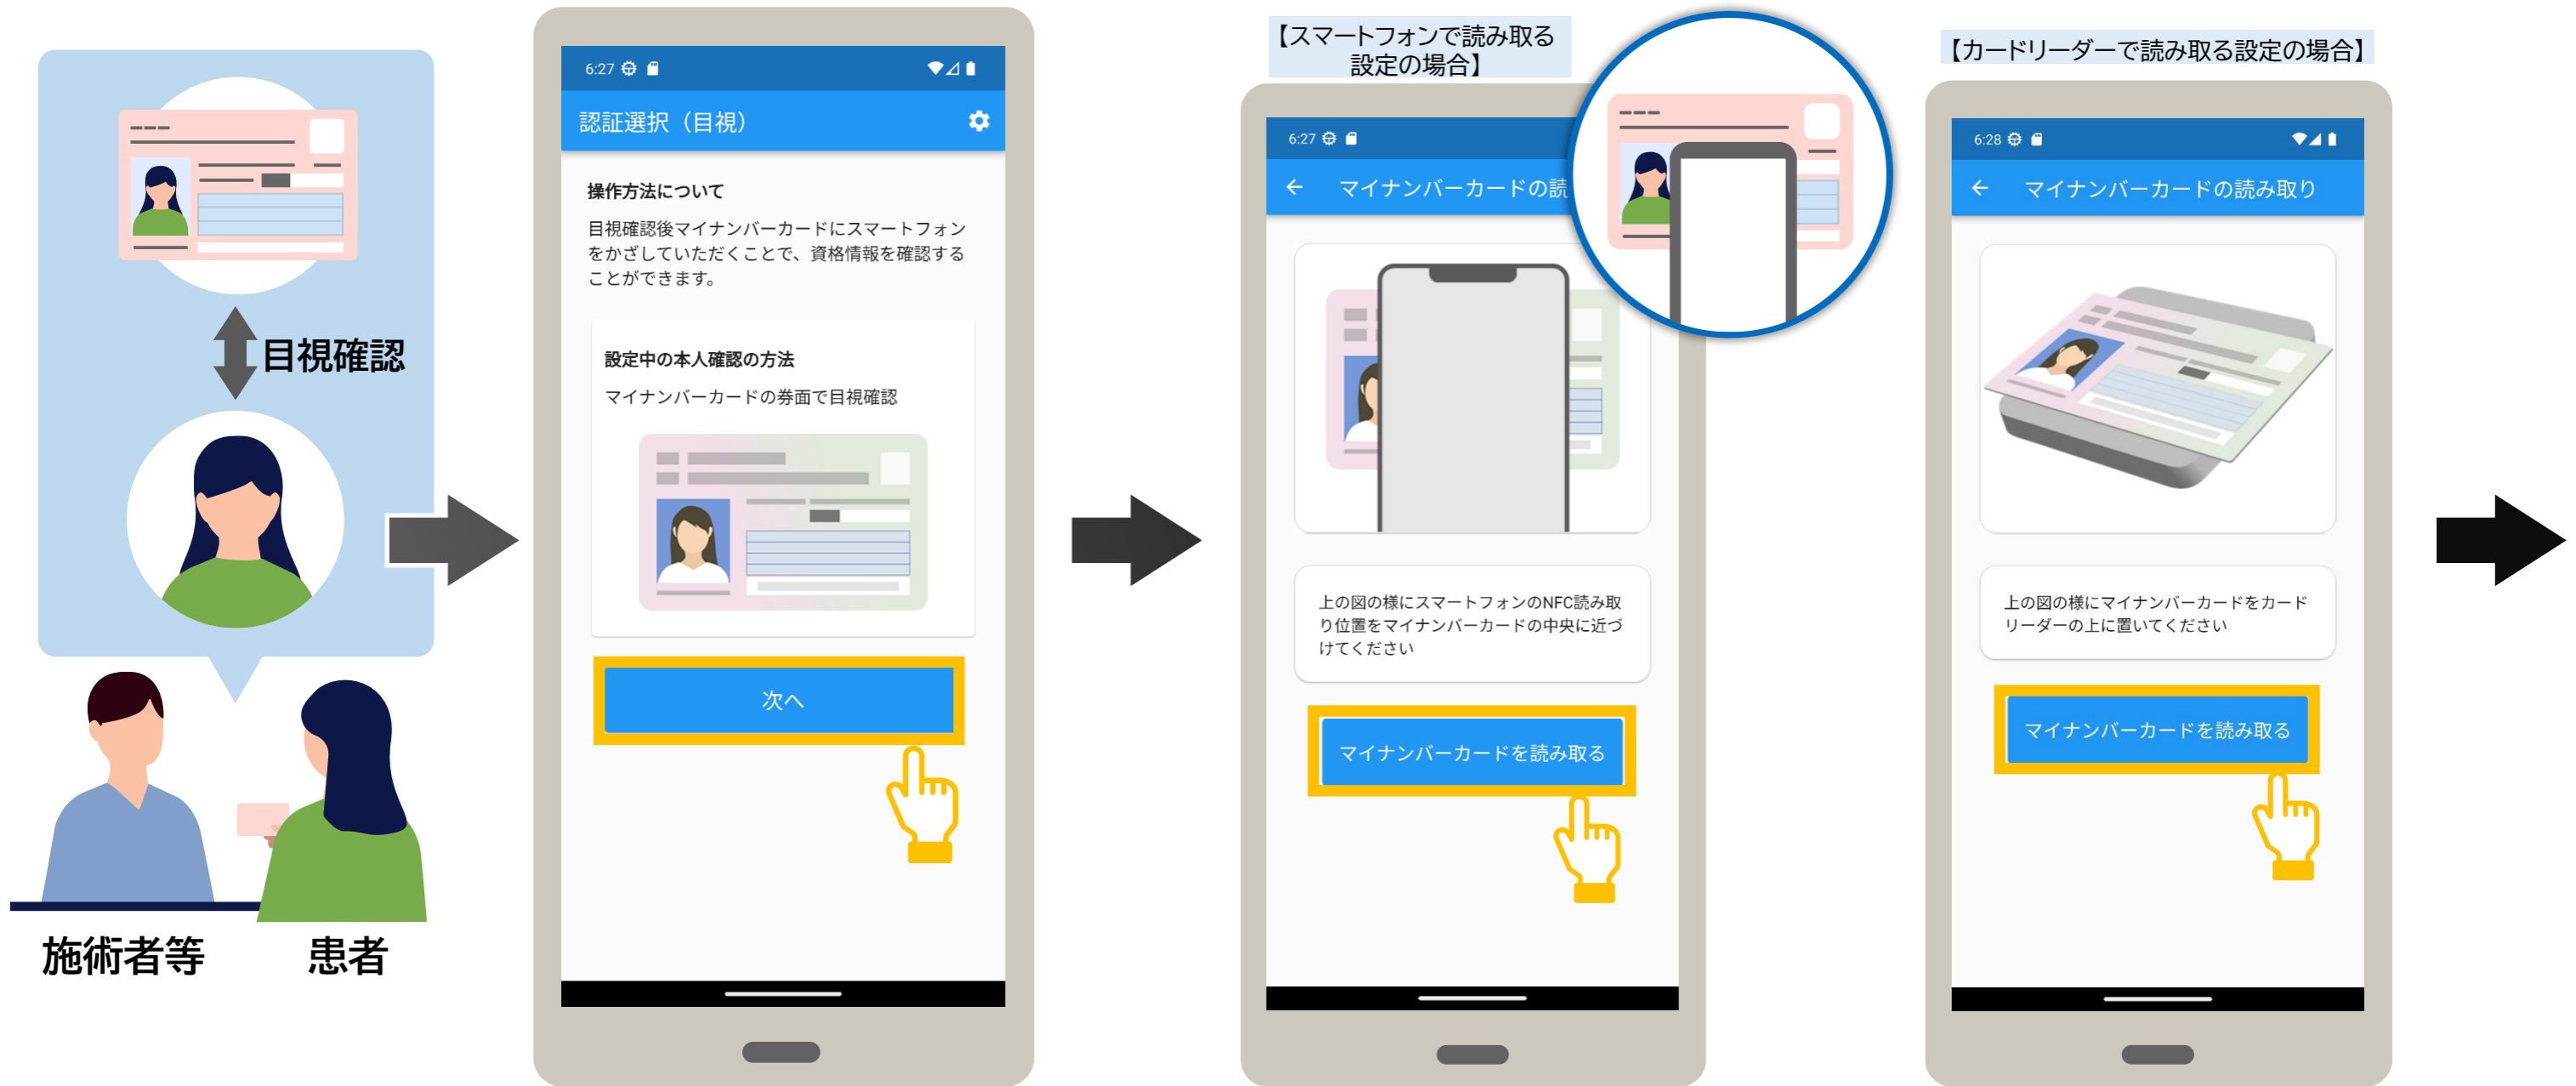 目視確認
施術者等
患者
6:27
認証選択（目視）
操作方法について
目視確認後マイナンバーカードにスマートフォン
をかざしていただくことで、資格情報を確認する
ことができます。
設定中の本人確認の方法
マイナンバーカードの券面で目視確認
次へ
【スマートフォンで読み取る
設定の場合】
6:27
マイナンバーカードの読
上の図の様にスマートフォンのNFC読み取
り位置をマイナンバーカードの中央に近づ
けてください
マイナンバーカードを読み取る
【カードリーダーで読み取る設定の場合】
6:28
マイナンバーカードの読み取り
上の図の様にマイナンバーカードをカード
リーダーの上に置いてください
マイナンバーカードを読み取る